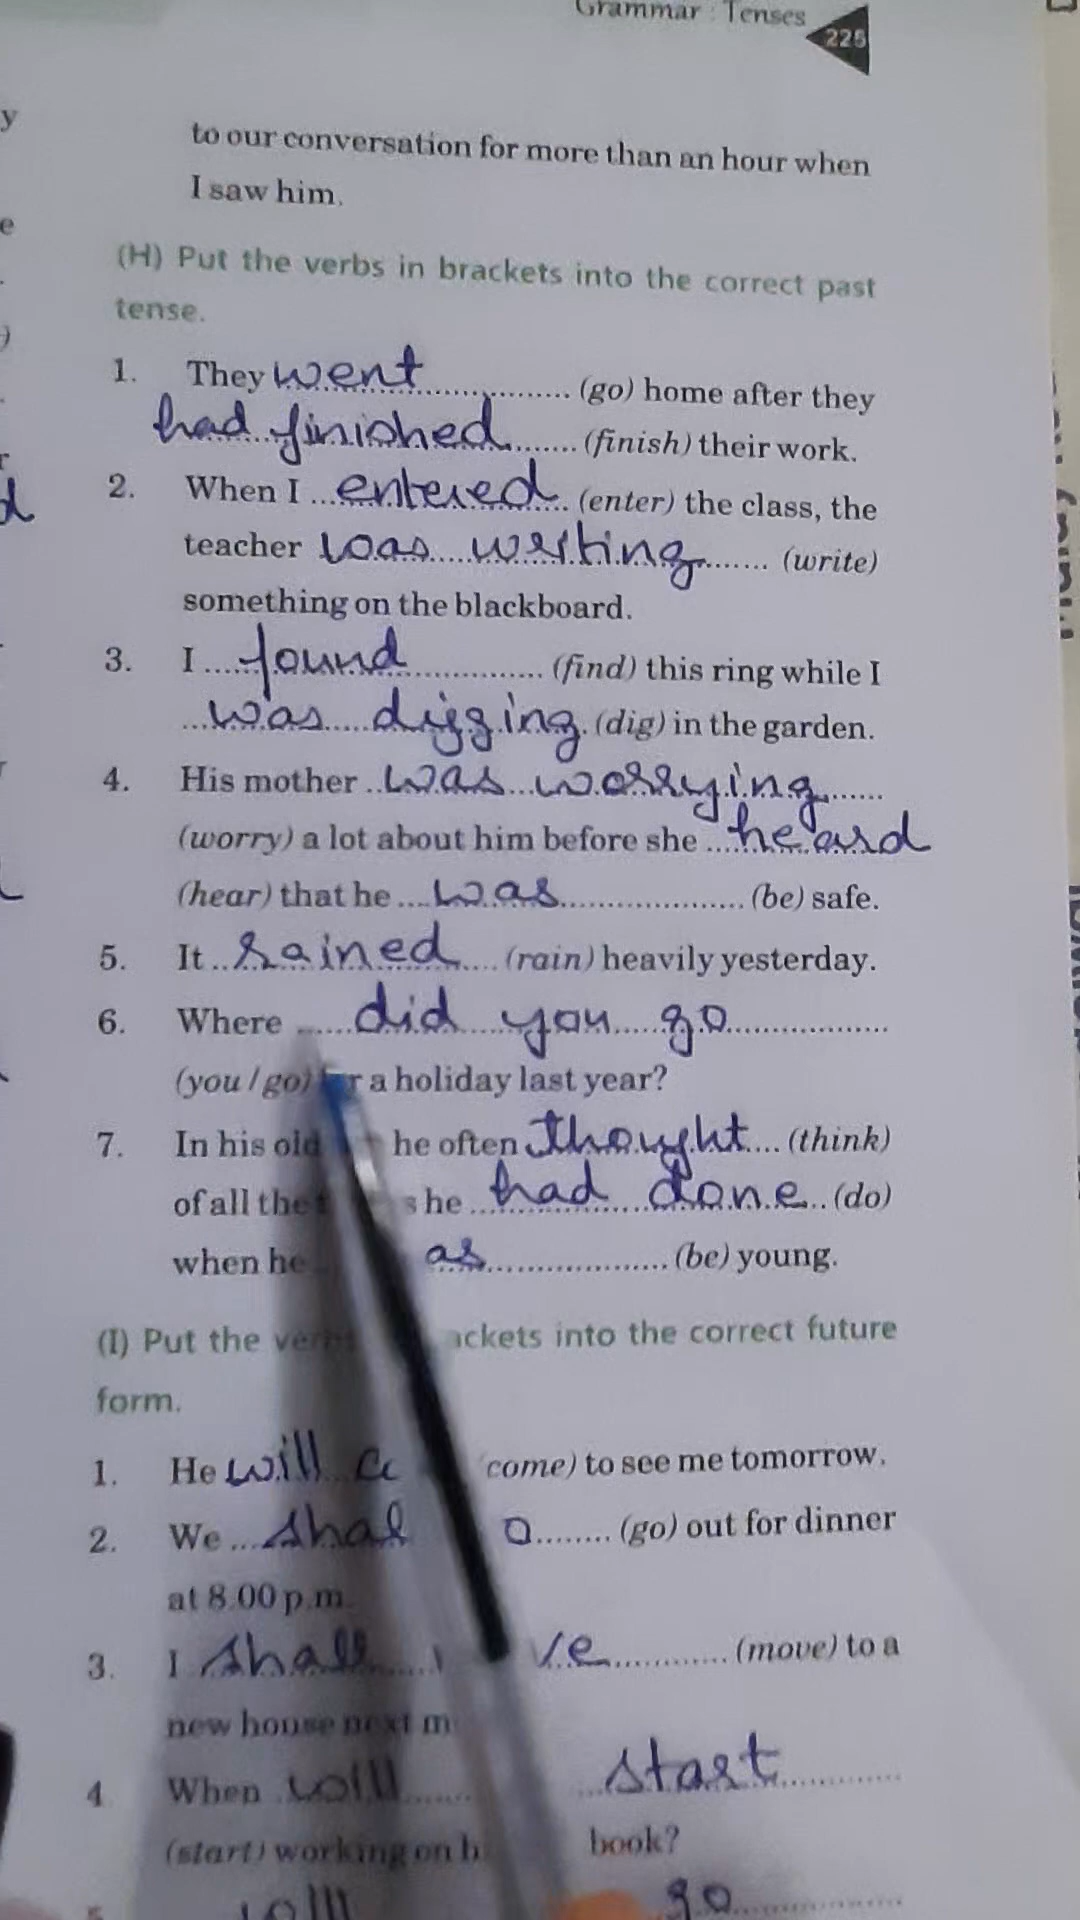 Grammar : Tenses
225
to our conversation for more than an hour when
I saw him.
(H) Put the verbs in brackets into the correct past
tense.
1. They went (go) home after they
had finished (finish) their work.
2. When I entered (enter) the class, the
teacher was writing (write)
something on the blackboard.
3. I found (find) this ring while I
was digging (dig) in the garden.
4. His mother was worrying
(worry) a lot about him before she heard
(hear) that he was (be) safe.
5. It rained (rain) heavily yesterday.
6. Where did you go
(you / go) a holiday last year?
7. In his old he often thought (think)
of all the he had done (do)
when he (be) young.
(I) Put the into the correct future
form.
1. He will come) to see me tomorrow.
2. We (go) out for dinner
at 8.00 p.m.
3. I shall (move) to a
new house next
4 When will start
(start) working on book?
will go